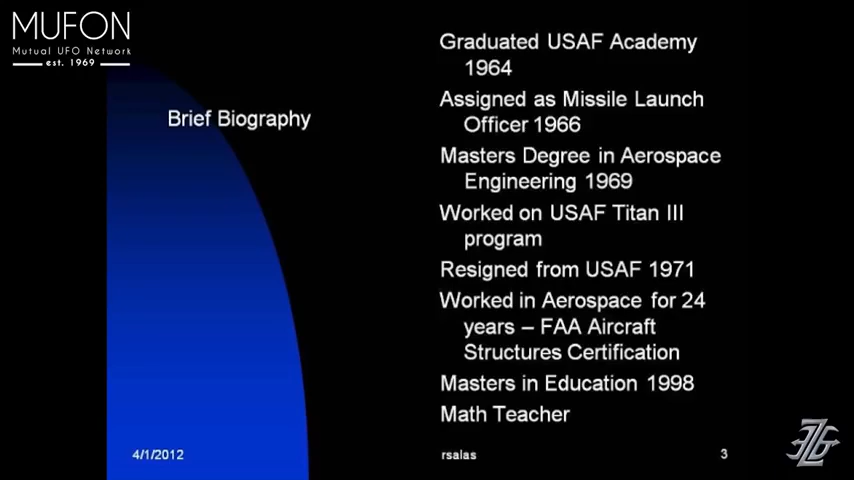 MUFON
Mutual UFO Network
est. 1969
Brief Biography
Graduated USAF Academy
1964
Assigned as Missile Launch
Officer 1966
Masters Degree in Aerospace
Engineering 1969
Worked on USAF Titan III
program
Resigned from USAF 1971
Worked in Aerospace for 24
years – FAA Aircraft
Structures Certification
Masters in Education 1998
Math Teacher
4/1/2012
rsalas
3